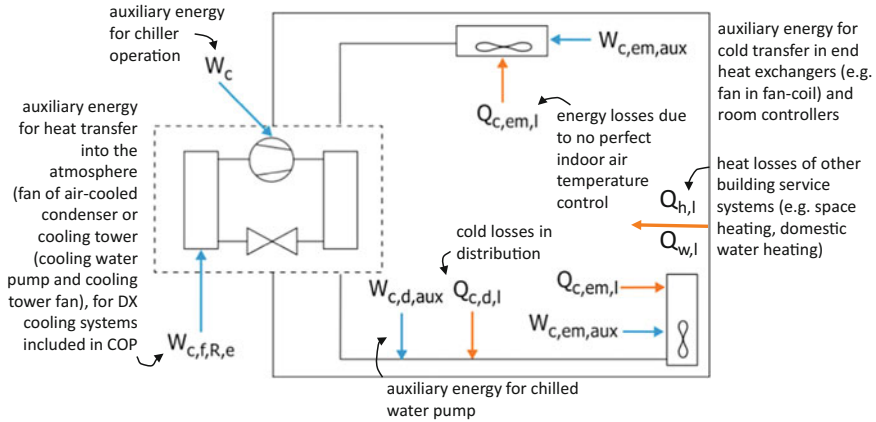 auxiliary energy
for chiller
operation
W_c
auxiliary energy
for heat transfer
into the
atmosphere
(fan of air-cooled
condenser or
cooling tower
(cooling water
pump and cooling
tower fan), for DX
cooling systems
included in COP
W_c,f,R,e
W_c,em,aux
Q_c,em,l
energy losses due
to no perfect
indoor air
temperature
control
auxiliary energy for
cold transfer in end
heat exchangers (e.g.
fan in fan-coil) and
room controllers
heat losses of other
building service
systems (e.g. space
heating, domestic
water heating)
Q_h,l
Q_w,l
cold losses in
distribution
W_c,d,aux
Q_c,d,l
Q_c,em,l
W_c,em,aux
auxiliary energy for chilled
water pump